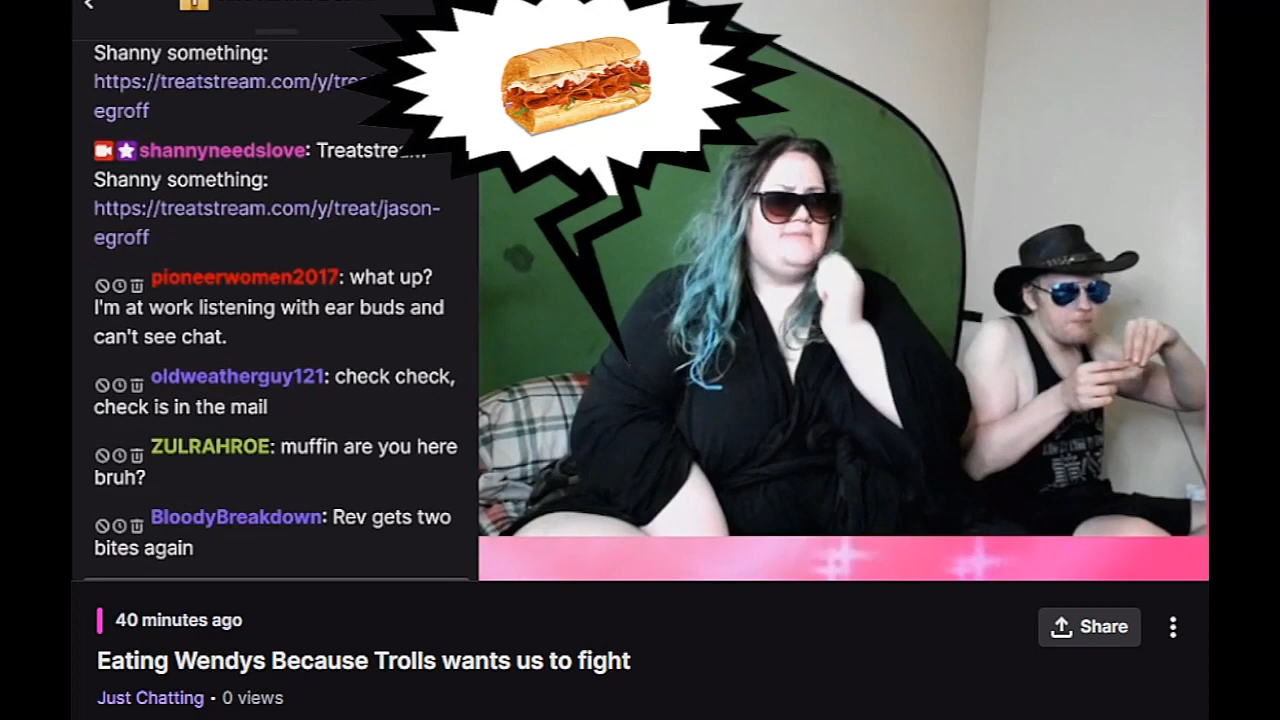 Shanny something:
https://treatstream.com/y/trea
egroff
shannyneedslove: Treatstream
Shanny something:
https://treatstream.com/y/treat/jason-
egroff
pioneerwomen2017: what up?
I'm at work listening with ear buds and
can't see chat.
oldweatherguy121: check check,
check is in the mail
ZULRAHROE: muffin are you here
bruh?
BloodyBreakdown: Rev gets two
bites again
40 minutes ago
Share
Eating Wendys Because Trolls wants us to fight
Just Chatting • 0 views